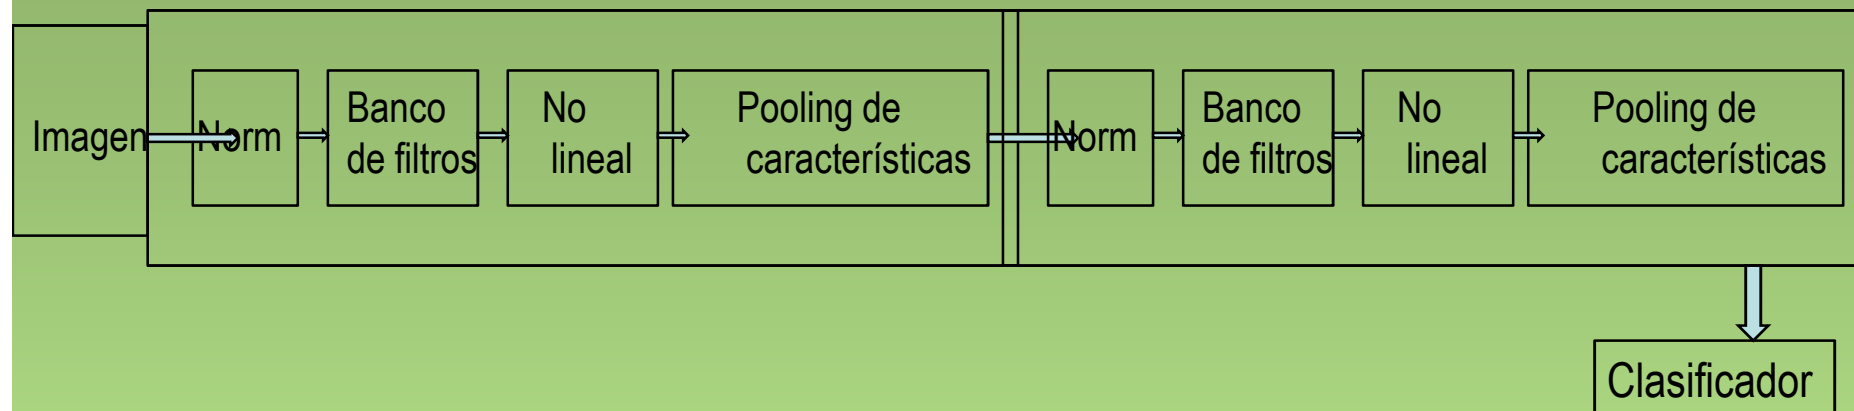 Imagen
Norm
Banco
de filtros
No
lineal
Pooling de
características
Norm
Banco
de filtros
No
lineal
Pooling de
características
Clasificador